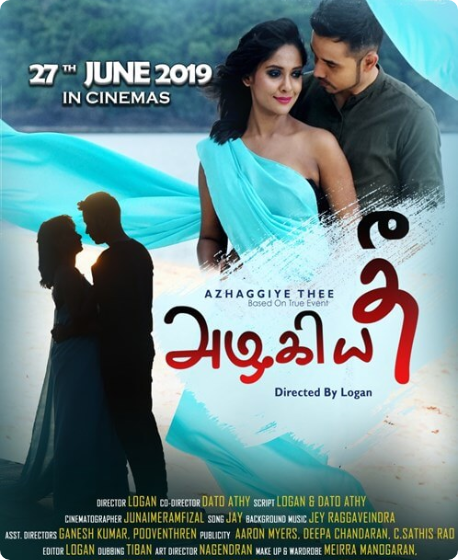 27TH JUNE 2019
IN CINEMAS
AZHAGGIYE THEE
Based On True Event
அழகிய தீ
Directed By Logan
DIRECTOR LOGAN CO-DIRECTOR DATO ATHY SCRIPT LOGAN & DATO ATHY
CINEMATOGRAPHER JUNAIMERAMFIZAL SONG JAY BACKGROUND MUSIC JEY RAGGAVEINDRA
ASST. DIRECTORS GANESH KUMAR, POOVENTHREN PUBLICITY AARON MYERS, DEEPA CHANDARAN, C.SATHIS RAO
EDITOR LOGAN DUBBING TIBAN ART DIRECTOR NAGENDRAN MAKE UP & WARDROBE MEIRRA MANOGARAN.